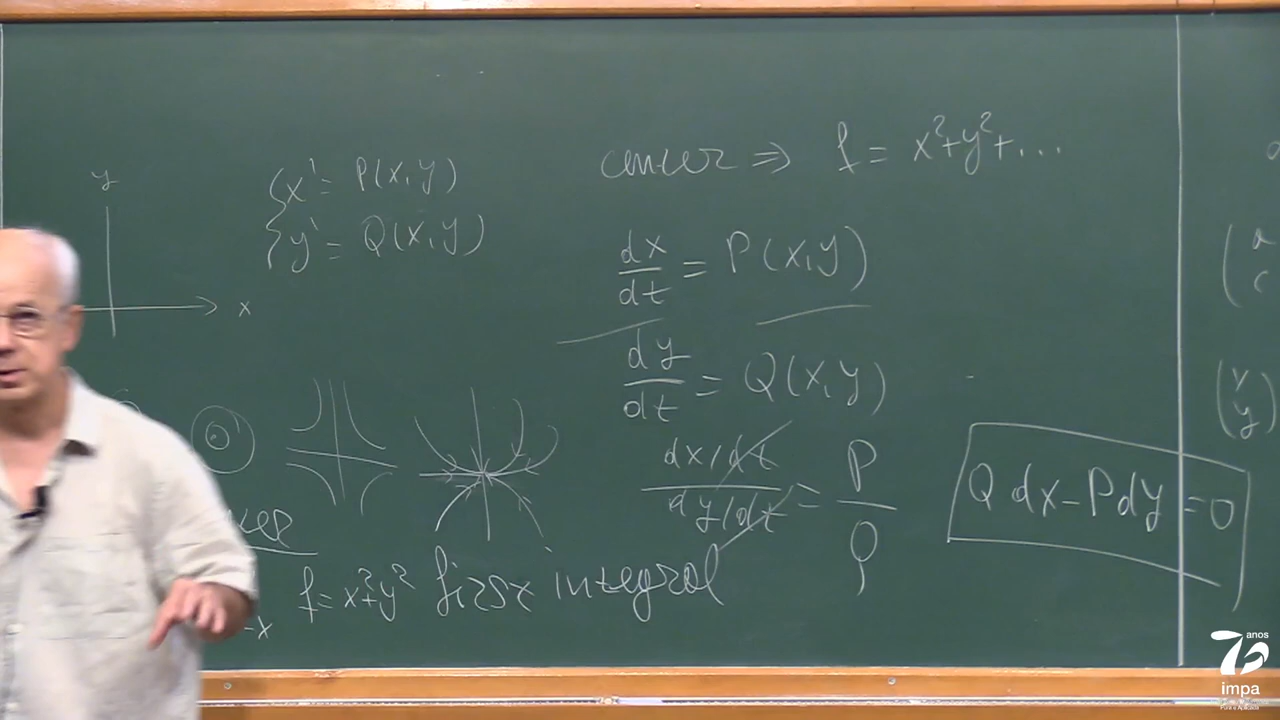 y
x
{ x' = P(x,y)
{ y' = Q(x,y)
f = x²+y² first integral
-x
center ⇒ f = x²+y²+...
dx/dt = P(x,y)
dy/dt = Q(x,y)
dx/dt / dy/dt = P/Q
Q dx - P dy = 0
75 anos
impa